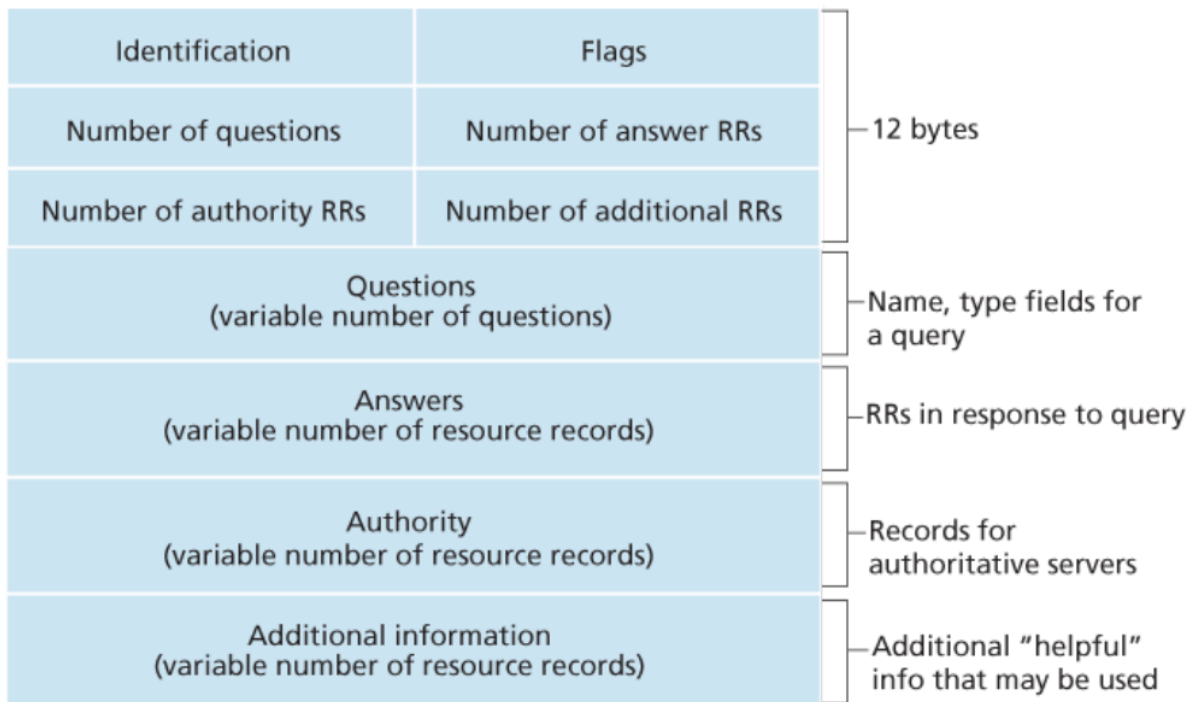 Identification
Flags
Number of questions
Number of answer RRs
12 bytes
Number of authority RRs
Number of additional RRs
Questions
(variable number of questions)
Name, type fields for
a query
Answers
(variable number of resource records)
RRs in response to query
Authority
(variable number of resource records)
Records for
authoritative servers
Additional information
(variable number of resource records)
Additional “helpful”
info that may be used